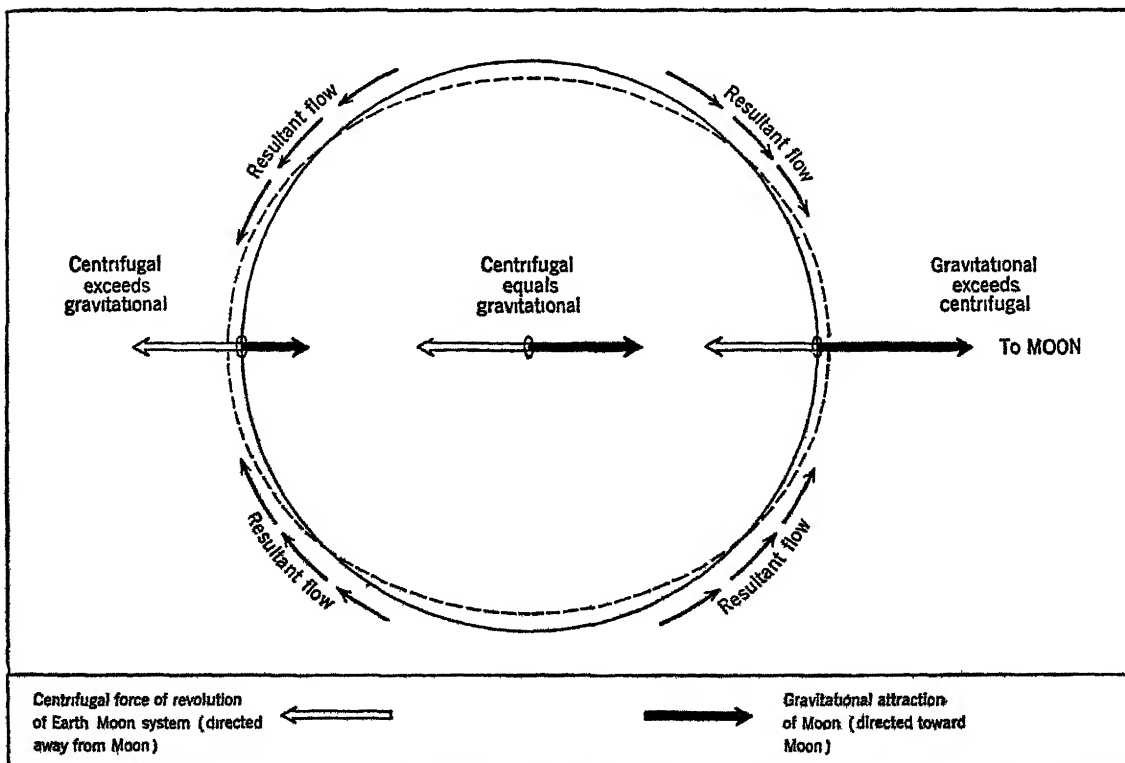 Resultant flow
Resultant flow
Centrifugal
exceeds
gravitational
Centrifugal
equals
gravitational
Gravitational
exceeds
centrifugal
To MOON
Resultant flow
Resultant flow
Centrifugal force of revolution
of Earth Moon system (directed
away from Moon)
Gravitational attraction
of Moon (directed toward
Moon)